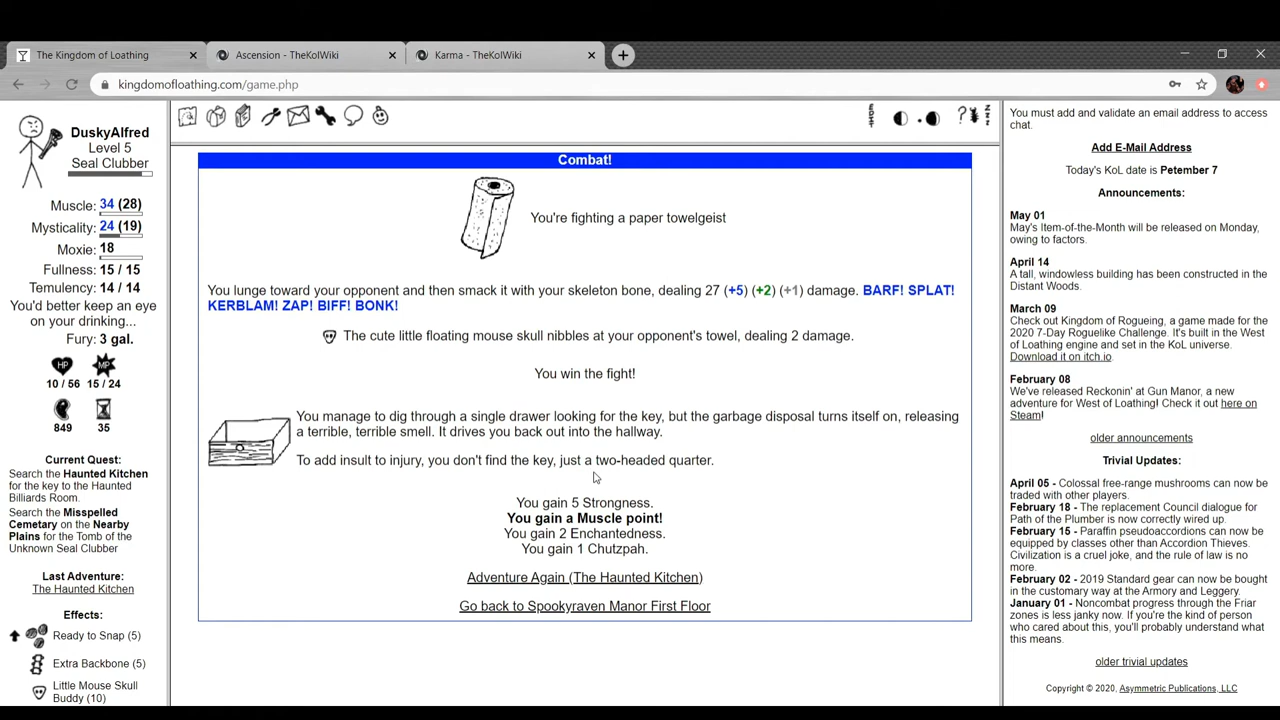 The Kingdom of Loathing
Ascension - TheKolWiki
Karma - TheKolWiki
kingdomofloathing.com/game.php
DuskyAlfred
Level 5
Seal Clubber
Muscle: 34 (28)
Mysticality: 24 (19)
Moxie: 18
Fullness: 15 / 15
Temulency: 14 / 14
You'd better keep an eye
on your drinking...
Fury: 3 gal.
HP
MP
10 / 56
15 / 24
849
35
Current Quest:
Search the Haunted Kitchen
for the key to the Haunted
Billiards Room.
Search the Misspelled
Cemetary on the Nearby
Plains for the Tomb of the
Unknown Seal Clubber
Last Adventure:
The Haunted Kitchen
Effects:
Ready to Snap (5)
Extra Backbone (5)
Little Mouse Skull
Buddy (10)
Combat!
You're fighting a paper towelgeist
You lunge toward your opponent and then smack it with your skeleton bone, dealing 27 (+5) (+2) (+1) damage. BARF! SPLAT!
KERBLAM! ZAP! BIFF! BONK!
The cute little floating mouse skull nibbles at your opponent's towel, dealing 2 damage.
You win the fight!
You manage to dig through a single drawer looking for the key, but the garbage disposal turns itself on, releasing
a terrible, terrible smell. It drives you back out into the hallway.
To add insult to injury, you don't find the key, just a two-headed quarter.
You gain 5 Strongness.
You gain a Muscle point!
You gain 2 Enchantedness.
You gain 1 Chutzpah.
Adventure Again (The Haunted Kitchen)
Go back to Spookyraven Manor First Floor
You must add and validate an email address to access
chat.
Add E-Mail Address
Today's KoL date is Petember 7
Announcements:
May 01
May's Item-of-the-Month will be released on Monday,
owing to factors.
April 14
A tall, windowless building has been constructed in the
Distant Woods.
March 09
Check out Kingdom of Rogueing, a game made for the
2020 7-Day Roguelike Challenge. It's built in the West
of Loathing engine and set in the KoL universe.
Download it on itch.io.
February 08
We've released Reckonin' at Gun Manor, a new
adventure for West of Loathing! Check it out here on
Steam!
older announcements
Trivial Updates:
April 05 - Colossal free-range mushrooms can now be
traded with other players.
February 18 - The replacement Council dialogue for
Path of the Plumber is now correctly wired up.
February 15 - Paraffin pseudoaccordions can now be
equipped by classes other than Accordion Thieves.
Civilization is a cruel joke, and the rule of law is no
more.
February 02 - 2019 Standard gear can now be bought
in the customary way at the Armory and Leggery.
January 01 - Noncombat progress through the Friar
zones is less janky now. If you're the kind of person
who cared about this, you'll probably understand what
this means.
older trivial updates
Copyright © 2020, Asymmetric Publications, LLC